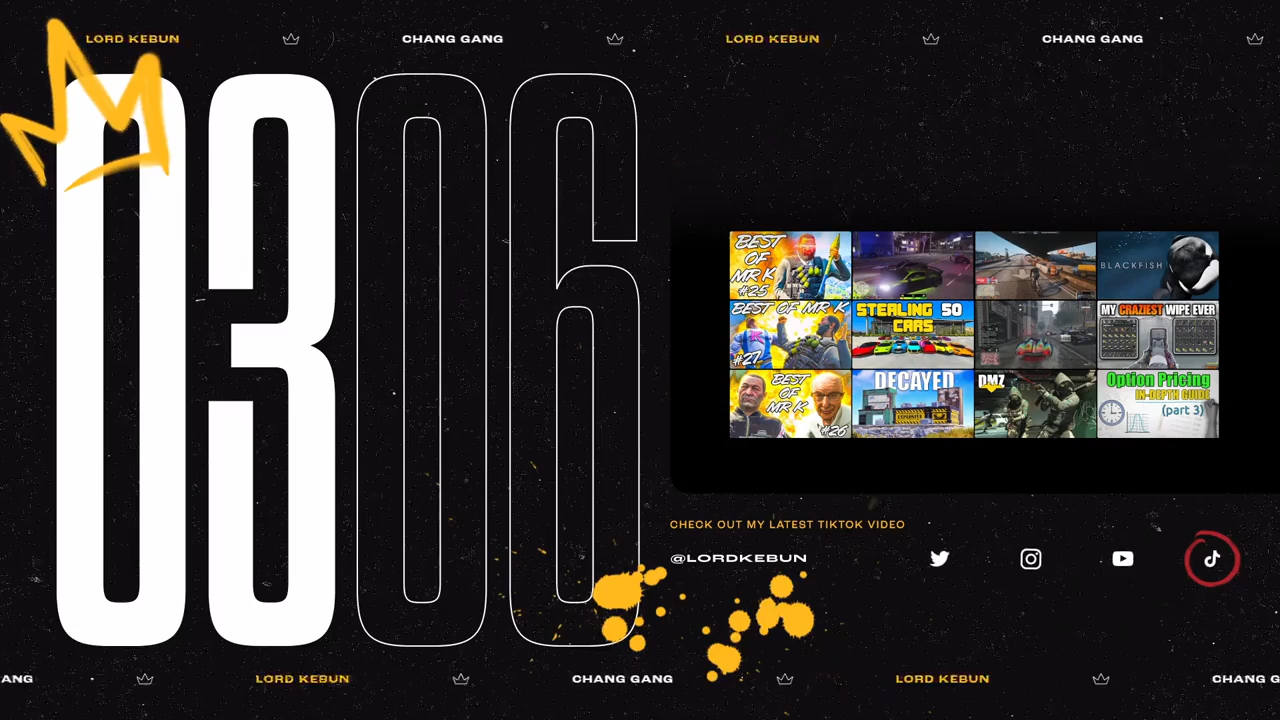 LORD KEBUN CHANG GANG LORD KEBUN CHANG GANG
0306
BEST OF MR K #25
BLACKFISH
BEST OF MR K #27
STEALING 50 CARS
MY CRAZIEST WIPE EVER
BEST OF MR K #26
DECAYED
DMZ
Option Pricing
IN-DEPTH GUIDE
(part 3)
CHECK OUT MY LATEST TIKTOK VIDEO
@LORDKEBUN
ANG LORD KEBUN CHANG GANG LORD KEBUN CHANG G